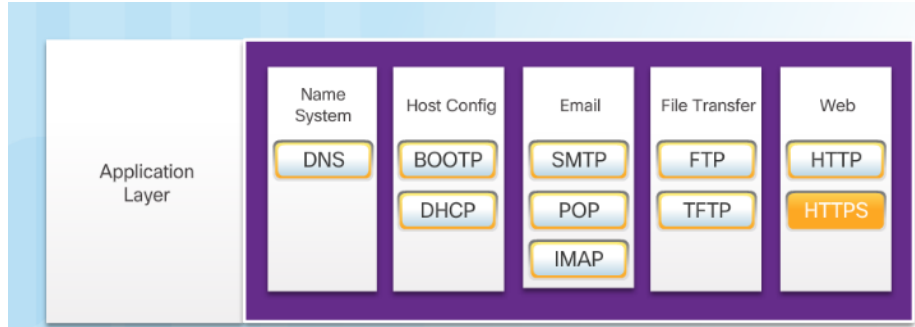 Application
Layer
Name
System
DNS
Host Config
BOOTP
DHCP
Email
SMTP
POP
IMAP
File Transfer
FTP
TFTP
Web
HTTP
HTTPS